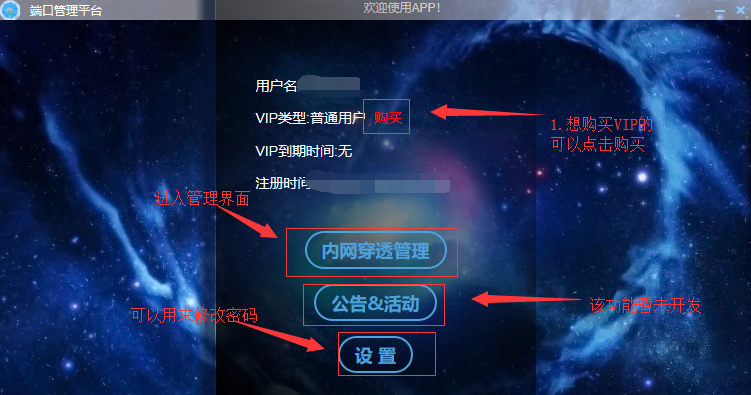 端口管理平台
欢迎使用APP!
用户名
VIP类型:普通用户 购买
1.想购买VIP的
可以点击购买
VIP到期时间:无
注册时间
进入管理界面
内网穿透管理
公告&活动
该功能暂未开发
可以用来修改密码
设 置